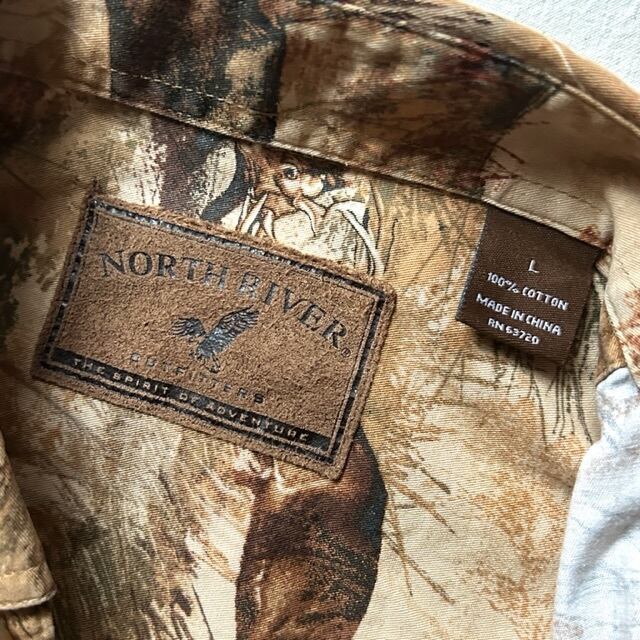 NORTH RIVER®
OUTFITTERS
THE SPIRIT OF ADVENTURE
L
100% COTTON
MADE IN CHINA
RN 63720